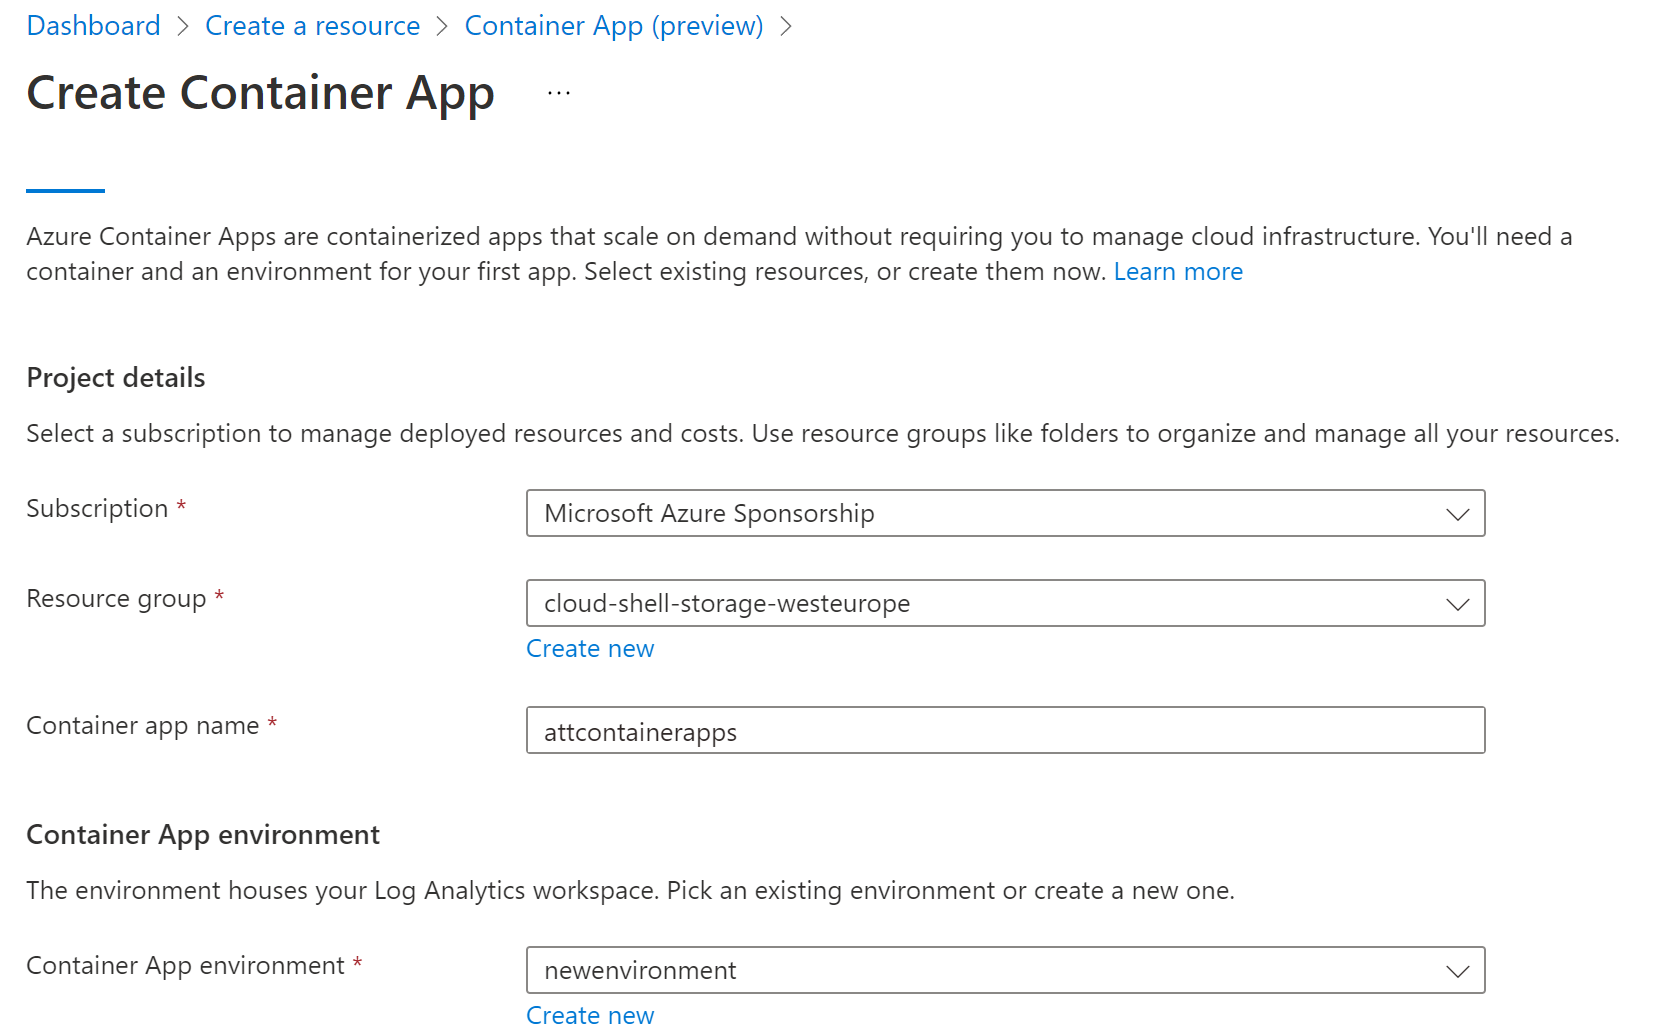 Dashboard > Create a resource > Container App (preview) >
Create Container App ...
Azure Container Apps are containerized apps that scale on demand without requiring you to manage cloud infrastructure. You'll need a
container and an environment for your first app. Select existing resources, or create them now. Learn more
Project details
Select a subscription to manage deployed resources and costs. Use resource groups like folders to organize and manage all your resources.
Subscription * Microsoft Azure Sponsorship
Resource group * cloud-shell-storage-westeurope
Create new
Container app name * attcontainerapps
Container App environment
The environment houses your Log Analytics workspace. Pick an existing environment or create a new one.
Container App environment * newenvironment
Create new